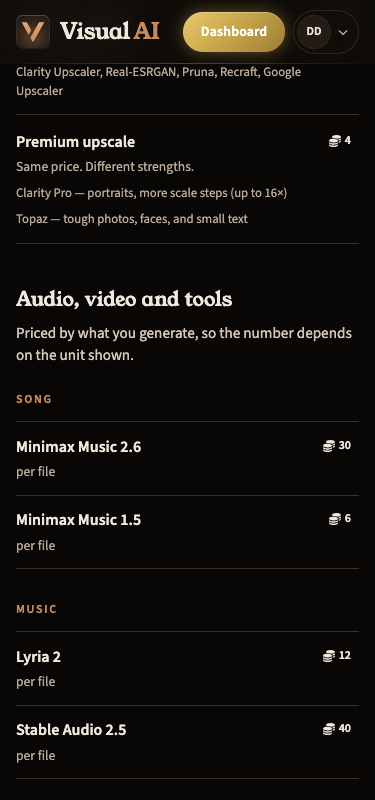 Visual AI
Dashboard
DD
Clarity Upscaler, Real-ESRGAN, Pruna, Recraft, Google
Upscaler
Premium upscale
4
Same price. Different strengths.
Clarity Pro — portraits, more scale steps (up to 16×)
Topaz — tough photos, faces, and small text
Audio, video and tools
Priced by what you generate, so the number depends
on the unit shown.
SONG
Minimax Music 2.6
30
per file
Minimax Music 1.5
6
per file
MUSIC
Lyria 2
12
per file
Stable Audio 2.5
40
per file